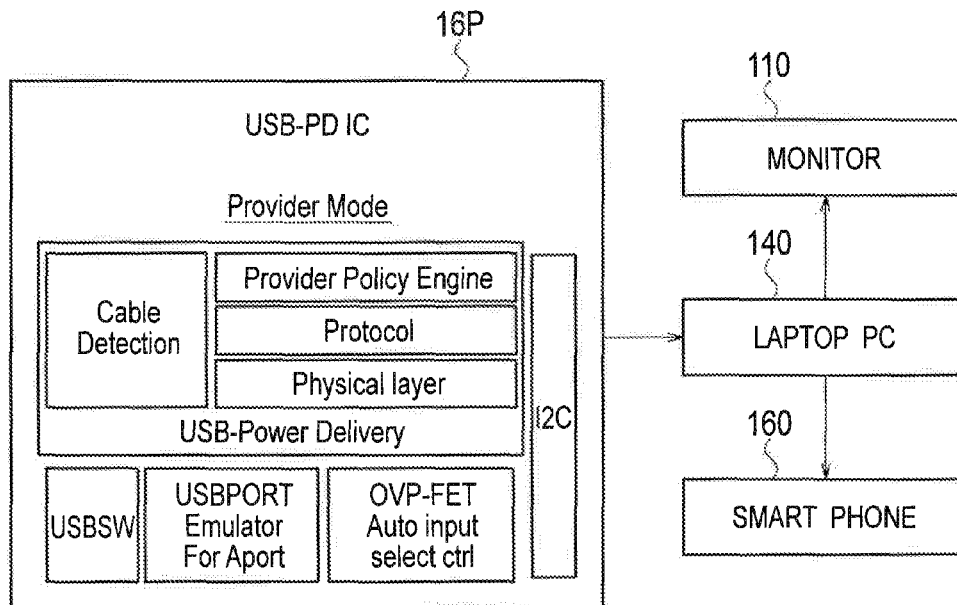 16P
USB-PD IC
Provider Mode
Cable
Detection
Provider Policy Engine
Protocol
Physical layer
USB-Power Delivery
I2C
USBSW
USBPORT
Emulator
For Aport
OVP-FET
Auto input
select ctrl
110
MONITOR
140
LAPTOP PC
160
SMART PHONE